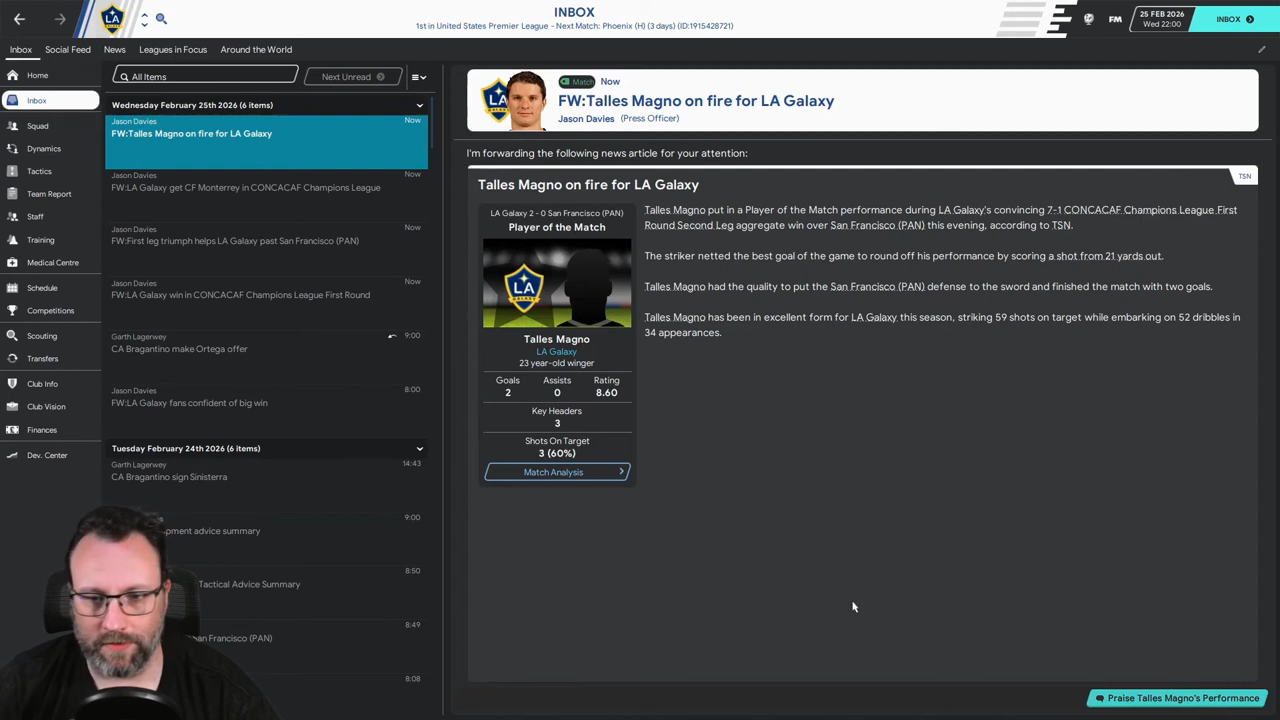 INBOX
1st in United States Premier League - Next Match: Phoenix (H) (3 days) (ID:1915428721)
FM
25 FEB 2026
Wed 22:00
INBOX
Inbox
Social Feed
News
Leagues in Focus
Around the World
Home
Inbox
Squad
Dynamics
Tactics
Team Report
Staff
Training
Medical Centre
Schedule
Competitions
Scouting
Transfers
Club Info
Club Vision
Finances
Dev. Center
All Items
Next Unread
Wednesday February 25th 2026 (6 items)
Jason Davies
Now
FW:Talles Magno on fire for LA Galaxy
Jason Davies
Now
FW:LA Galaxy get CF Monterrey in CONCACAF Champions League
Jason Davies
Now
FW:First leg triumph helps LA Galaxy past San Francisco (PAN)
Jason Davies
Now
FW:LA Galaxy win in CONCACAF Champions League First Round
Garth Lagerwey
9:00
CA Bragantino make Ortega offer
Jason Davies
8:00
FW:LA Galaxy fans confident of big win
Tuesday February 24th 2026 (6 items)
Garth Lagerwey
14:43
CA Bragantino sign Sinisterra
9:00
pment advice summary
8:50
Tactical Advice Summary
8:49
an Francisco (PAN)
8:08
LA
Match
Now
FW:Talles Magno on fire for LA Galaxy
Jason Davies (Press Officer)
I'm forwarding the following news article for your attention:
Talles Magno on fire for LA Galaxy
TSN
LA Galaxy 2 - 0 San Francisco (PAN)
Player of the Match
LA
Talles Magno
LA Galaxy
23 year-old winger
Goals Assists Rating
2 0 8.60
Key Headers
3
Shots On Target
3 (60%)
Match Analysis
Talles Magno put in a Player of the Match performance during LA Galaxy's convincing 7-1 CONCACAF Champions League First
Round Second Leg aggregate win over San Francisco (PAN) this evening, according to TSN.
The striker netted the best goal of the game to round off his performance by scoring a shot from 21 yards out.
Talles Magno had the quality to put the San Francisco (PAN) defense to the sword and finished the match with two goals.
Talles Magno has been in excellent form for LA Galaxy this season, striking 59 shots on target while embarking on 52 dribbles in
34 appearances.
Praise Talles Magno's Performance